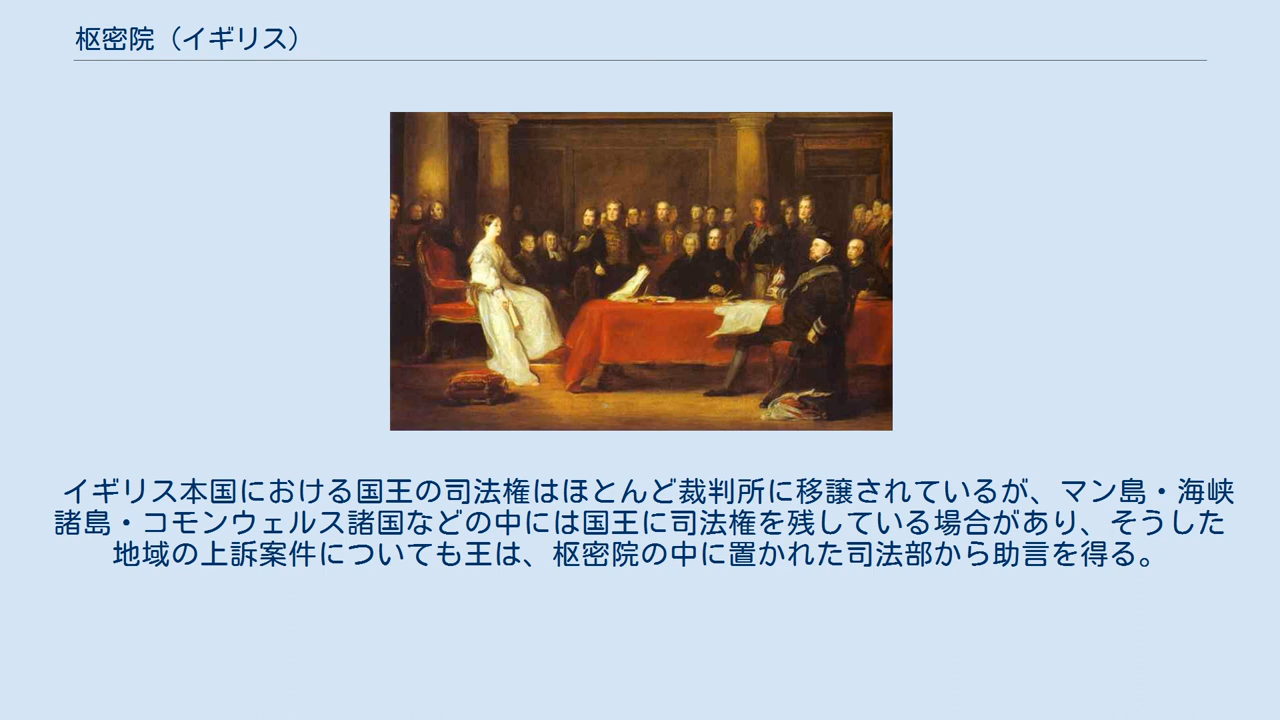 枢密院（イギリス）
イギリス本国における国王の司法権はほとんど裁判所に移譲されているが、マン島・海峡
諸島・コモンウェルス諸国などの中には国王に司法権を残している場合があり、そうした
地域の上訴案件についても王は、枢密院の中に置かれた司法部から助言を得る。